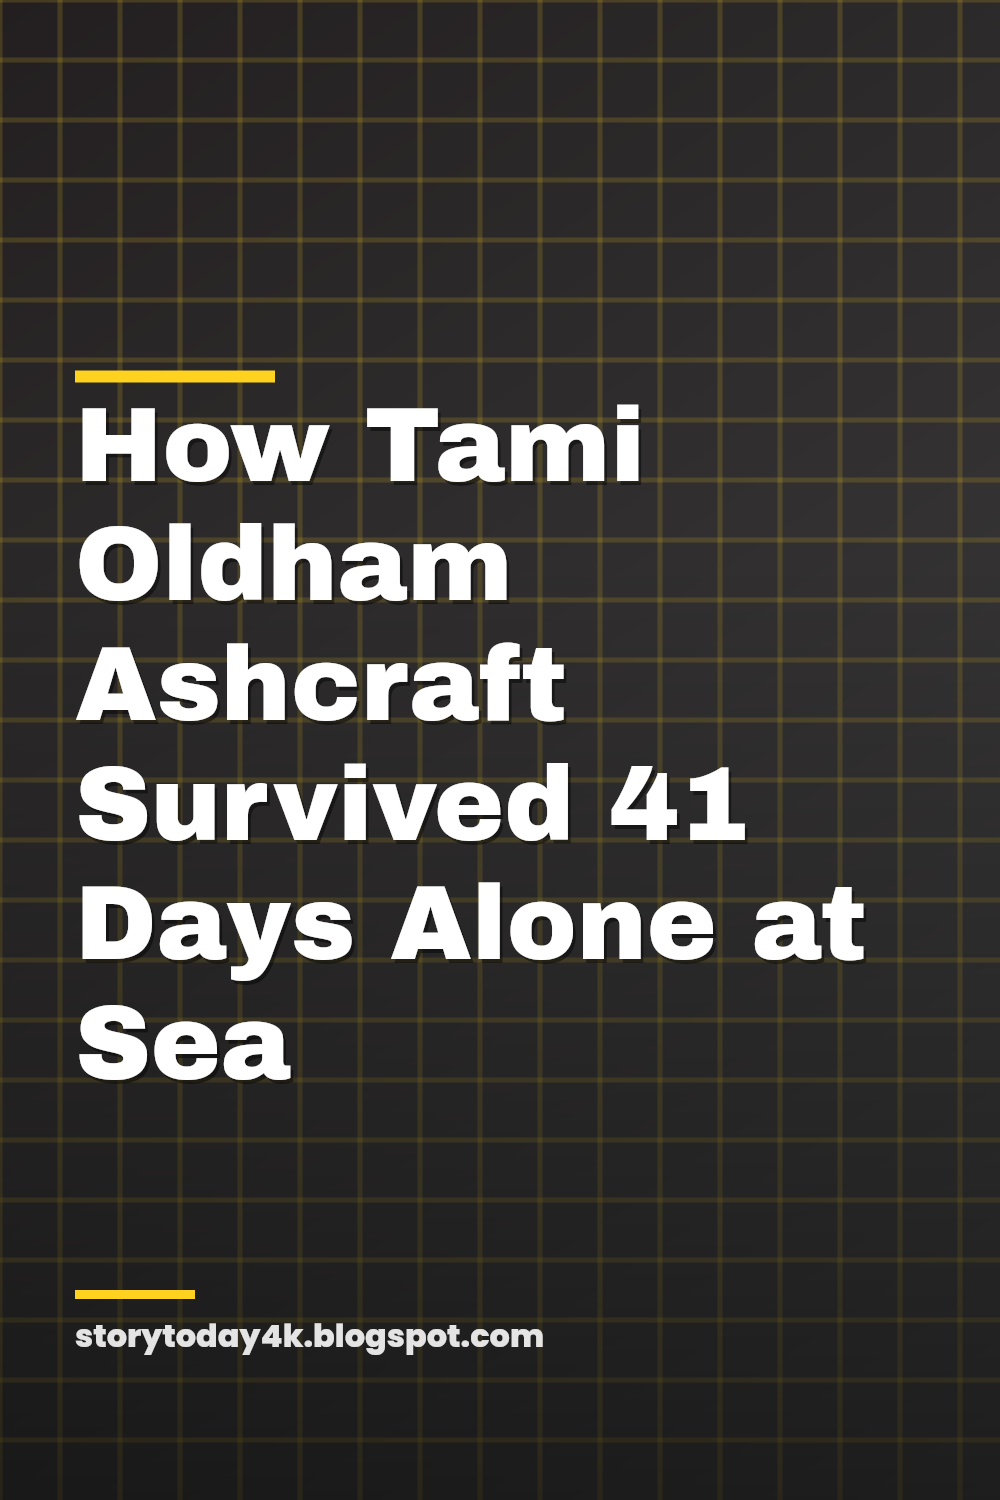 How Tami
Oldham
Ashcraft
Survived 41
Days Alone at
Sea
storytoday4k.blogspot.com